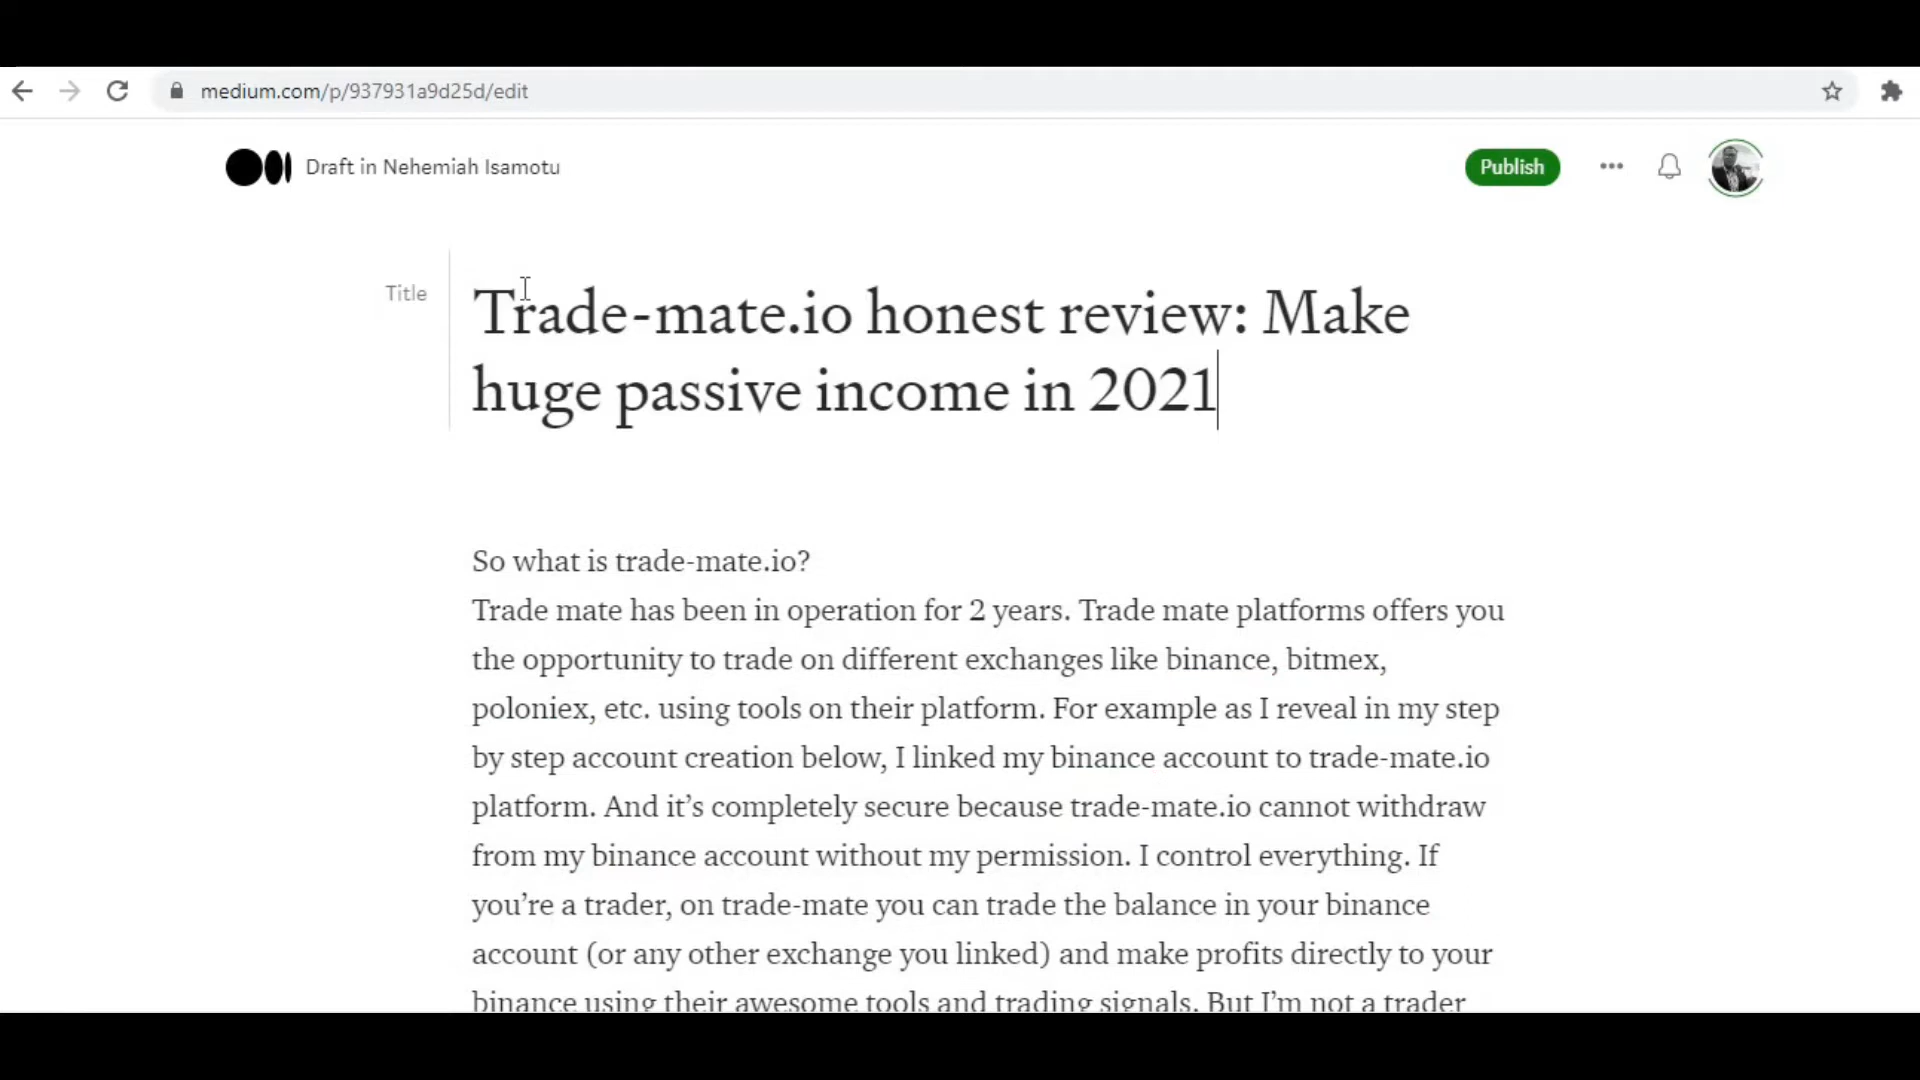 medium.com/p/937931a9d25d/edit
Draft in Nehemiah Isamotu
Publish
Title
Trade-mate.io honest review: Make
huge passive income in 2021
So what is trade-mate.io?
Trade mate has been in operation for 2 years. Trade mate platforms offers you
the opportunity to trade on different exchanges like binance, bitmex,
poloniex, etc. using tools on their platform. For example as I reveal in my step
by step account creation below, I linked my binance account to trade-mate.io
platform. And it’s completely secure because trade-mate.io cannot withdraw
from my binance account without my permission. I control everything. If
you’re a trader, on trade-mate you can trade the balance in your binance
account (or any other exchange you linked) and make profits directly to your
binance using their awesome tools and trading signals. But I’m not a trader